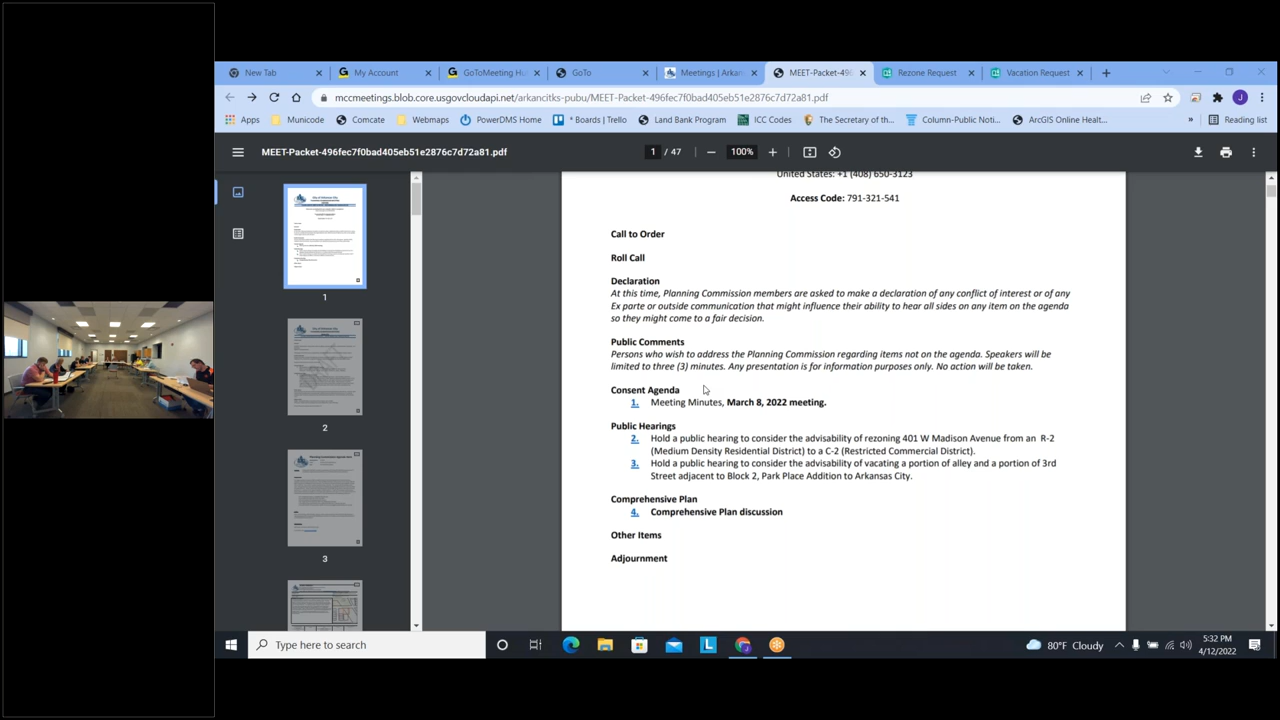 New Tab
My Account
GoToMeeting Hu
GoTo
Meetings | Arkan
MEET-Packet-496
Rezone Request
Vacation Request
mccmeetings.blob.core.usgovcloudapi.net/arkancitks-pubu/MEET-Packet-496fec7f0bad405eb51e2876c7d72a81.pdf
Apps
Municode
Comcate
Webmaps
PowerDMS Home
* Boards | Trello
Land Bank Program
ICC Codes
The Secretary of th...
Column-Public Noti...
ArcGIS Online Healt...
Reading list
MEET-Packet-496fec7f0bad405eb51e2876c7d72a81.pdf
1 / 47
100%
1
2
3
United States: +1 (408) 650-3123
Access Code: 791-321-541
Call to Order
Roll Call
Declaration
At this time, Planning Commission members are asked to make a declaration of any conflict of interest or of any
Ex parte or outside communication that might influence their ability to hear all sides on any item on the agenda
so they might come to a fair decision.
Public Comments
Persons who wish to address the Planning Commission regarding items not on the agenda. Speakers will be
limited to three (3) minutes. Any presentation is for information purposes only. No action will be taken.
Consent Agenda
1. Meeting Minutes, March 8, 2022 meeting.
Public Hearings
2. Hold a public hearing to consider the advisability of rezoning 401 W Madison Avenue from an R-2
(Medium Density Residential District) to a C-2 (Restricted Commercial District).
3. Hold a public hearing to consider the advisability of vacating a portion of alley and a portion of 3rd
Street adjacent to Block 2, Park Place Addition to Arkansas City.
Comprehensive Plan
4. Comprehensive Plan discussion
Other Items
Adjournment
Type here to search
80°F Cloudy
5:32 PM
4/12/2022